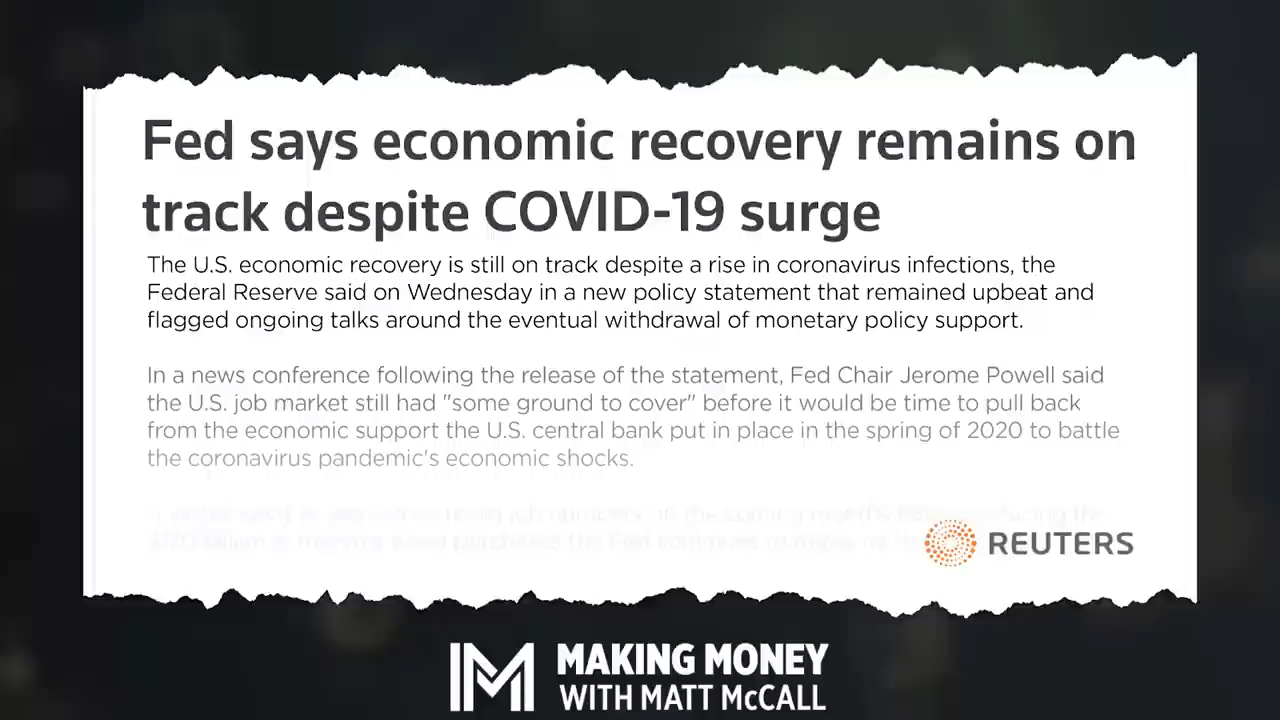 Fed says economic recovery remains on
track despite COVID-19 surge
The U.S. economic recovery is still on track despite a rise in coronavirus infections, the
Federal Reserve said on Wednesday in a new policy statement that remained upbeat and
flagged ongoing talks around the eventual withdrawal of monetary policy support.
In a news conference following the release of the statement, Fed Chair Jerome Powell said
the U.S. job market still had "some ground to cover" before it would be time to pull back
from the economic support the U.S. central bank put in place in the spring of 2020 to battle
the coronavirus pandemic's economic shocks.
REUTERS
MAKING MONEY
WITH MATT McCALL